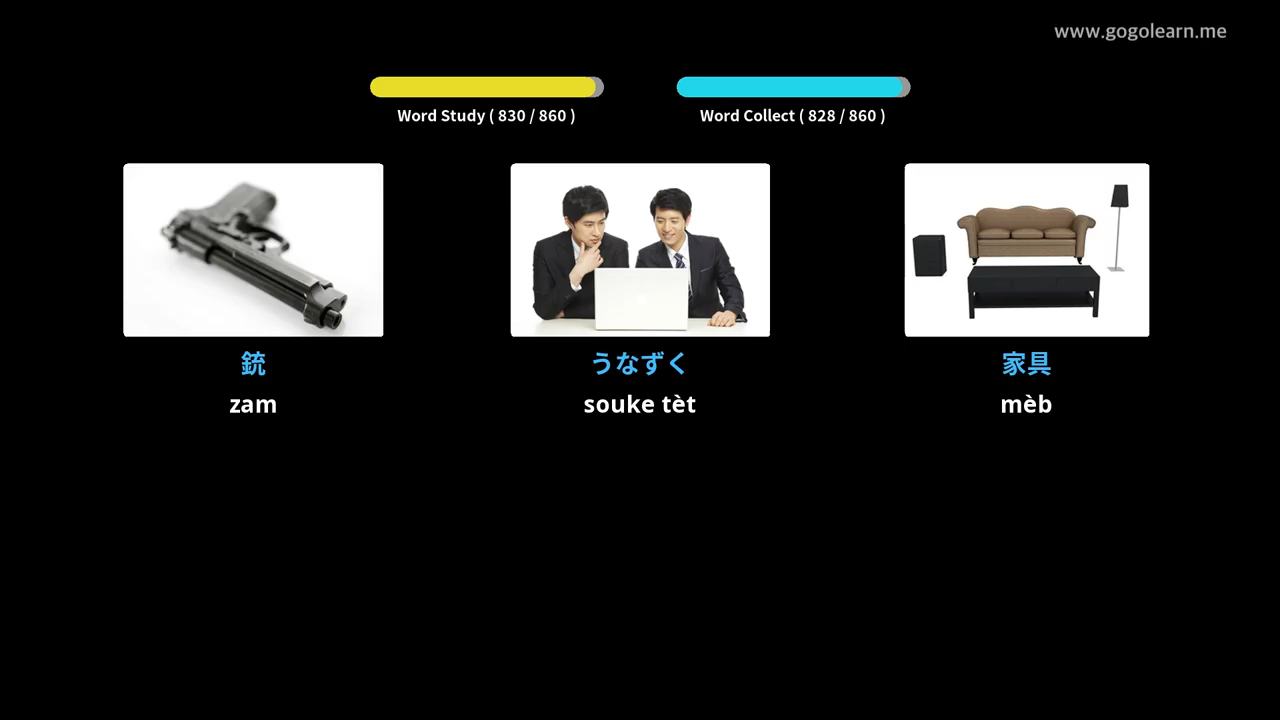 www.gogolearn.me
Word Study ( 830 / 860 )
Word Collect ( 828 / 860 )
銃
うなずく
家具
zam
souke tèt
mèb